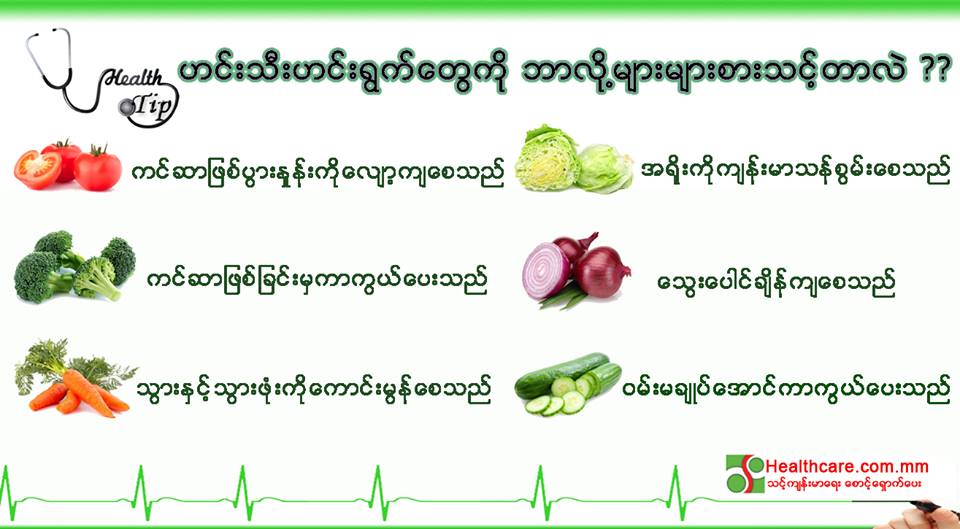 Health
Tip
ဟင်းသီးဟင်းရွက်တွေကို ဘာလို့များများစားသင့်တာလဲ ??
ကင်ဆာဖြစ်ပွားနှုန်းကိုလျော့ကျစေသည်
အရိုးကိုကျန်းမာသန်စွမ်းစေသည်
ကင်ဆာဖြစ်ခြင်းမှကာကွယ်ပေးသည်
သွေးပေါင်ချိန်ကျစေသည်
သွားနှင့်သွားဖုံးကိုကောင်းမွန်စေသည်
ဝမ်းမချုပ်အောင်ကာကွယ်ပေးသည်
Healthcare.com.mm
သင့်ကျန်းမာရေး စောင့်ရှောက်ပေး